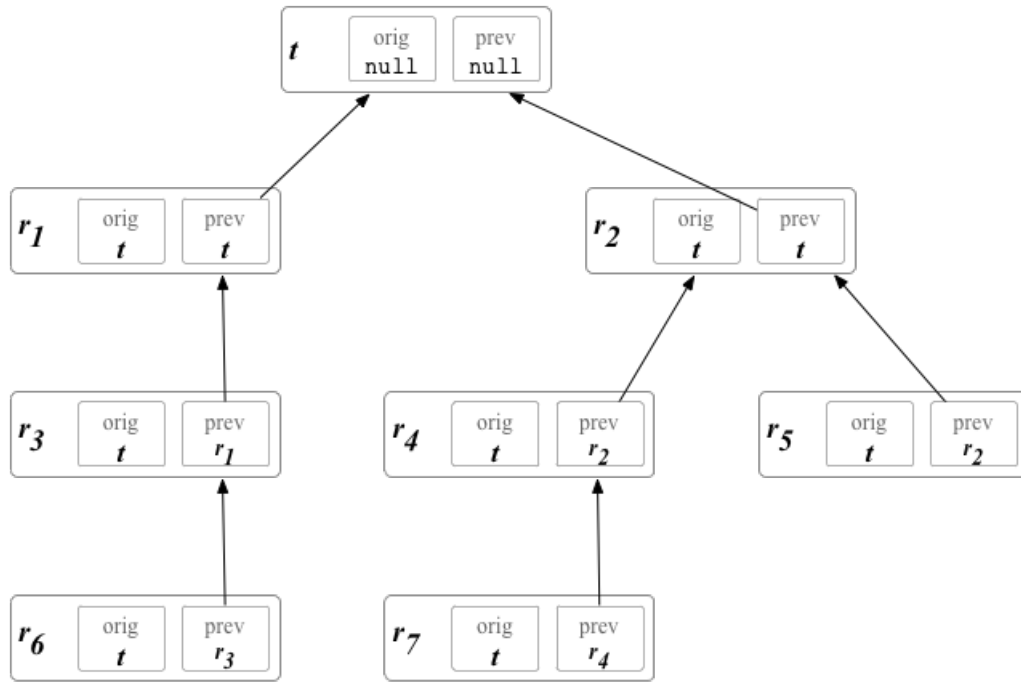 t orig prev
null null
r1 orig prev
t t
r2 orig prev
t t
r3 orig prev
t r1
r4 orig prev
t r2
r5 orig prev
t r2
r6 orig prev
t r3
r7 orig prev
t r4